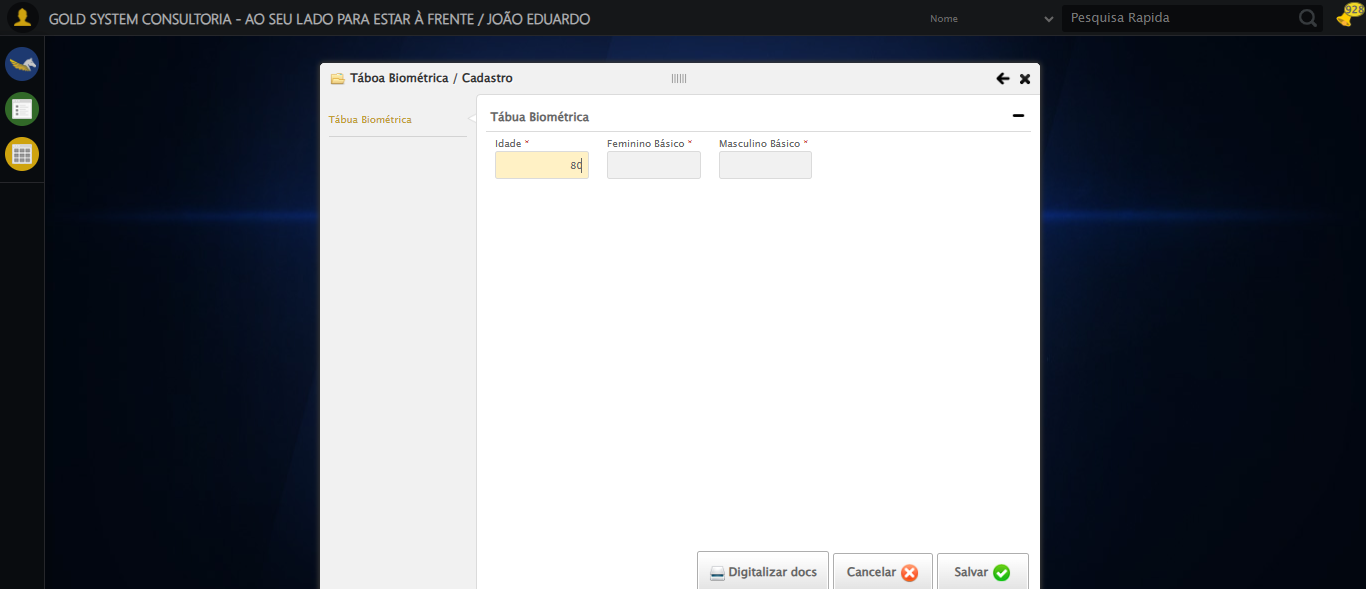 GOLD SYSTEM CONSULTORIA - AO SEU LADO PARA ESTAR À FRENTE / JOÃO EDUARDO
Nome
Pesquisa Rapida
928
Táboa Biométrica / Cadastro
Tábua Biométrica
Tábua Biométrica
Idade * Feminino Básico * Masculino Básico *
80
Digitalizar docs Cancelar Salvar